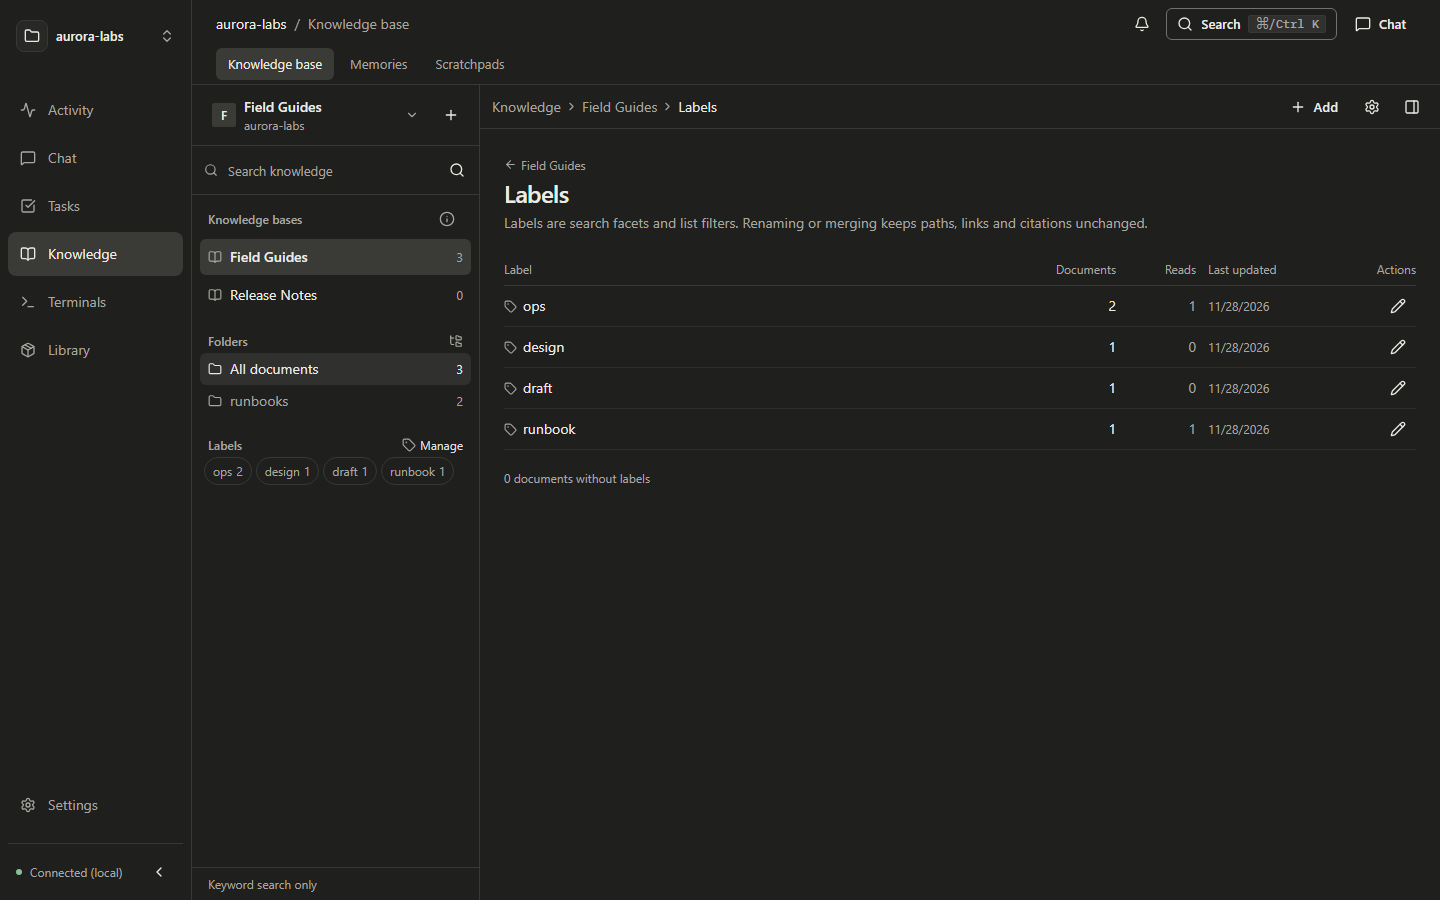 aurora-labs
Activity
Chat
Tasks
Knowledge
Terminals
Library
Settings
Connected (local)
aurora-labs / Knowledge base
Search ⌘/Ctrl K
Chat
Knowledge base
Memories
Scratchpads
F
Field Guides
aurora-labs
Search knowledge
Knowledge bases
Field Guides 3
Release Notes 0
Folders
All documents 3
runbooks 2
Labels
Manage
ops 2
design 1
draft 1
runbook 1
Keyword search only
Knowledge > Field Guides > Labels
Add
← Field Guides
Labels
Labels are search facets and list filters. Renaming or merging keeps paths, links and citations unchanged.
Label Documents Reads Last updated Actions
ops 2 1 11/28/2026
design 1 0 11/28/2026
draft 1 0 11/28/2026
runbook 1 1 11/28/2026
0 documents without labels